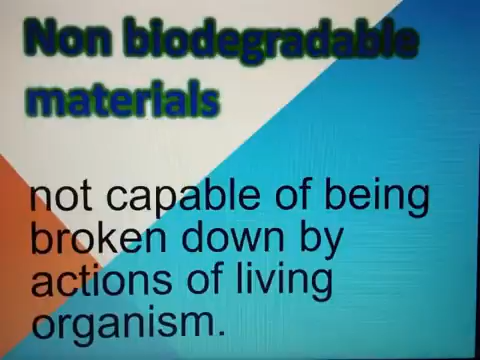 Non biodegradable
materials
not capable of being
broken down by
actions of living
organism.